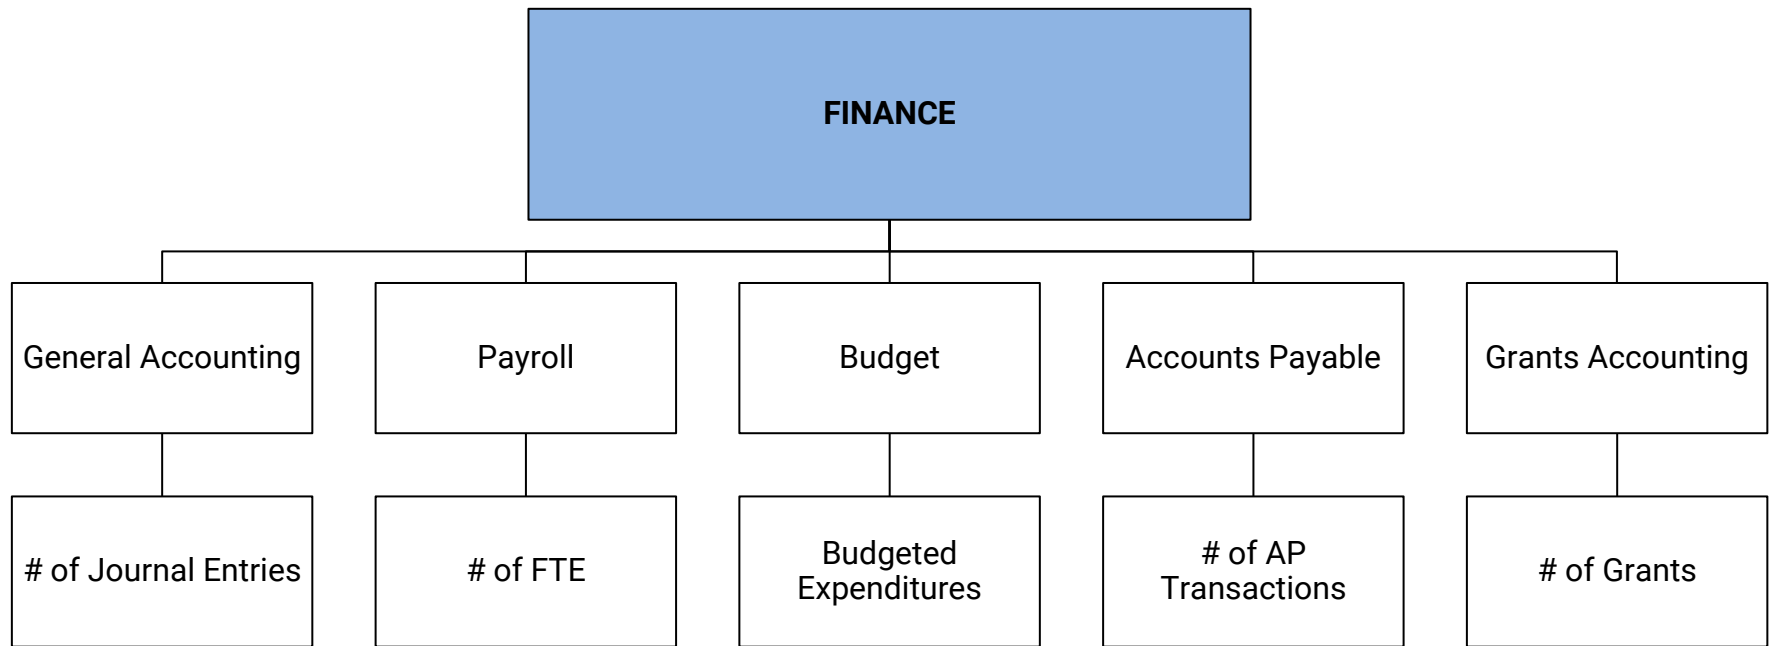 FINANCE
General Accounting
Payroll
Budget
Accounts Payable
Grants Accounting
# of Journal Entries
# of FTE
Budgeted
Expenditures
# of AP
Transactions
# of Grants